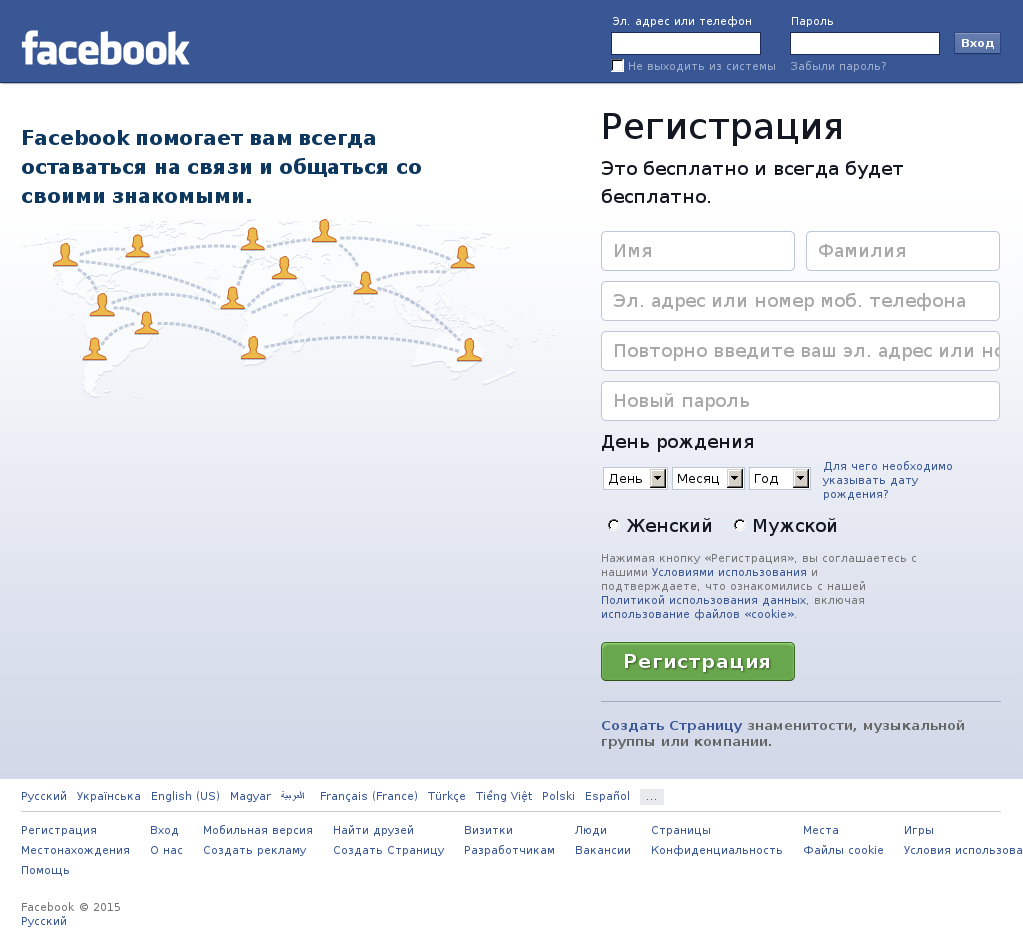 facebook
Эл. адрес или телефон
Пароль
Вход
Не выходить из системы
Забыли пароль?
Facebook помогает вам всегда
оставаться на связи и общаться со
своими знакомыми.
Регистрация
Это бесплатно и всегда будет
бесплатно.
Имя
Фамилия
Эл. адрес или номер моб. телефона
Повторно введите ваш эл. адрес или но
Новый пароль
День рождения
День
Месяц
Год
Для чего необходимо
указывать дату
рождения?
Женский
Мужской
Нажимая кнопку «Регистрация», вы соглашаетесь с
нашими Условиями использования и
подтверждаете, что ознакомились с нашей
Политикой использования данных, включая
использование файлов «cookie».
Регистрация
Создать Страницу знаменитости, музыкальной
группы или компании.
Русский Українська English (US) Magyar العربية Français (France) Türkçe Tiếng Việt Polski Español ...
Регистрация Вход Мобильная версия Найти друзей Визитки Люди Страницы Места Игры
Местонахождения О нас Создать рекламу Создать Страницу Разработчикам Вакансии Конфиденциальность Файлы cookie Условия использова
Помощь
Facebook © 2015
Русский